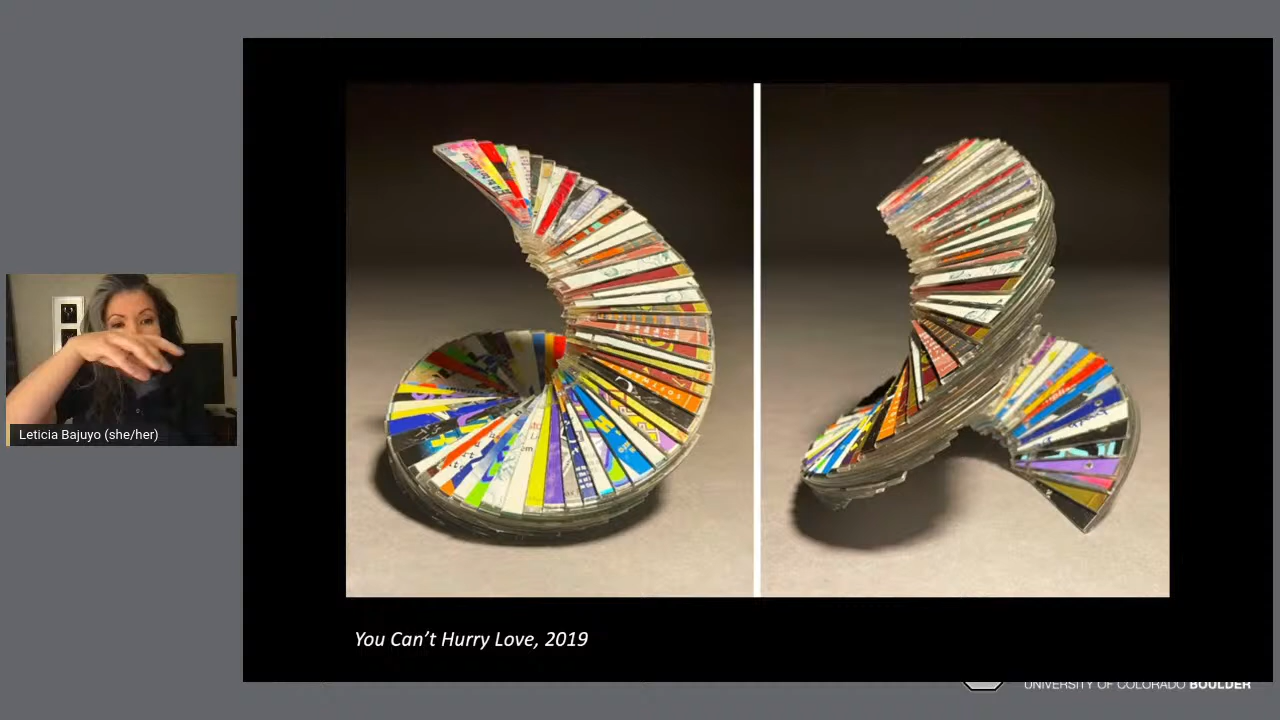 Leticia Bajuyo (she/her)
You Can't Hurry Love, 2019
UNIVERSITY OF COLORADO BOULDER